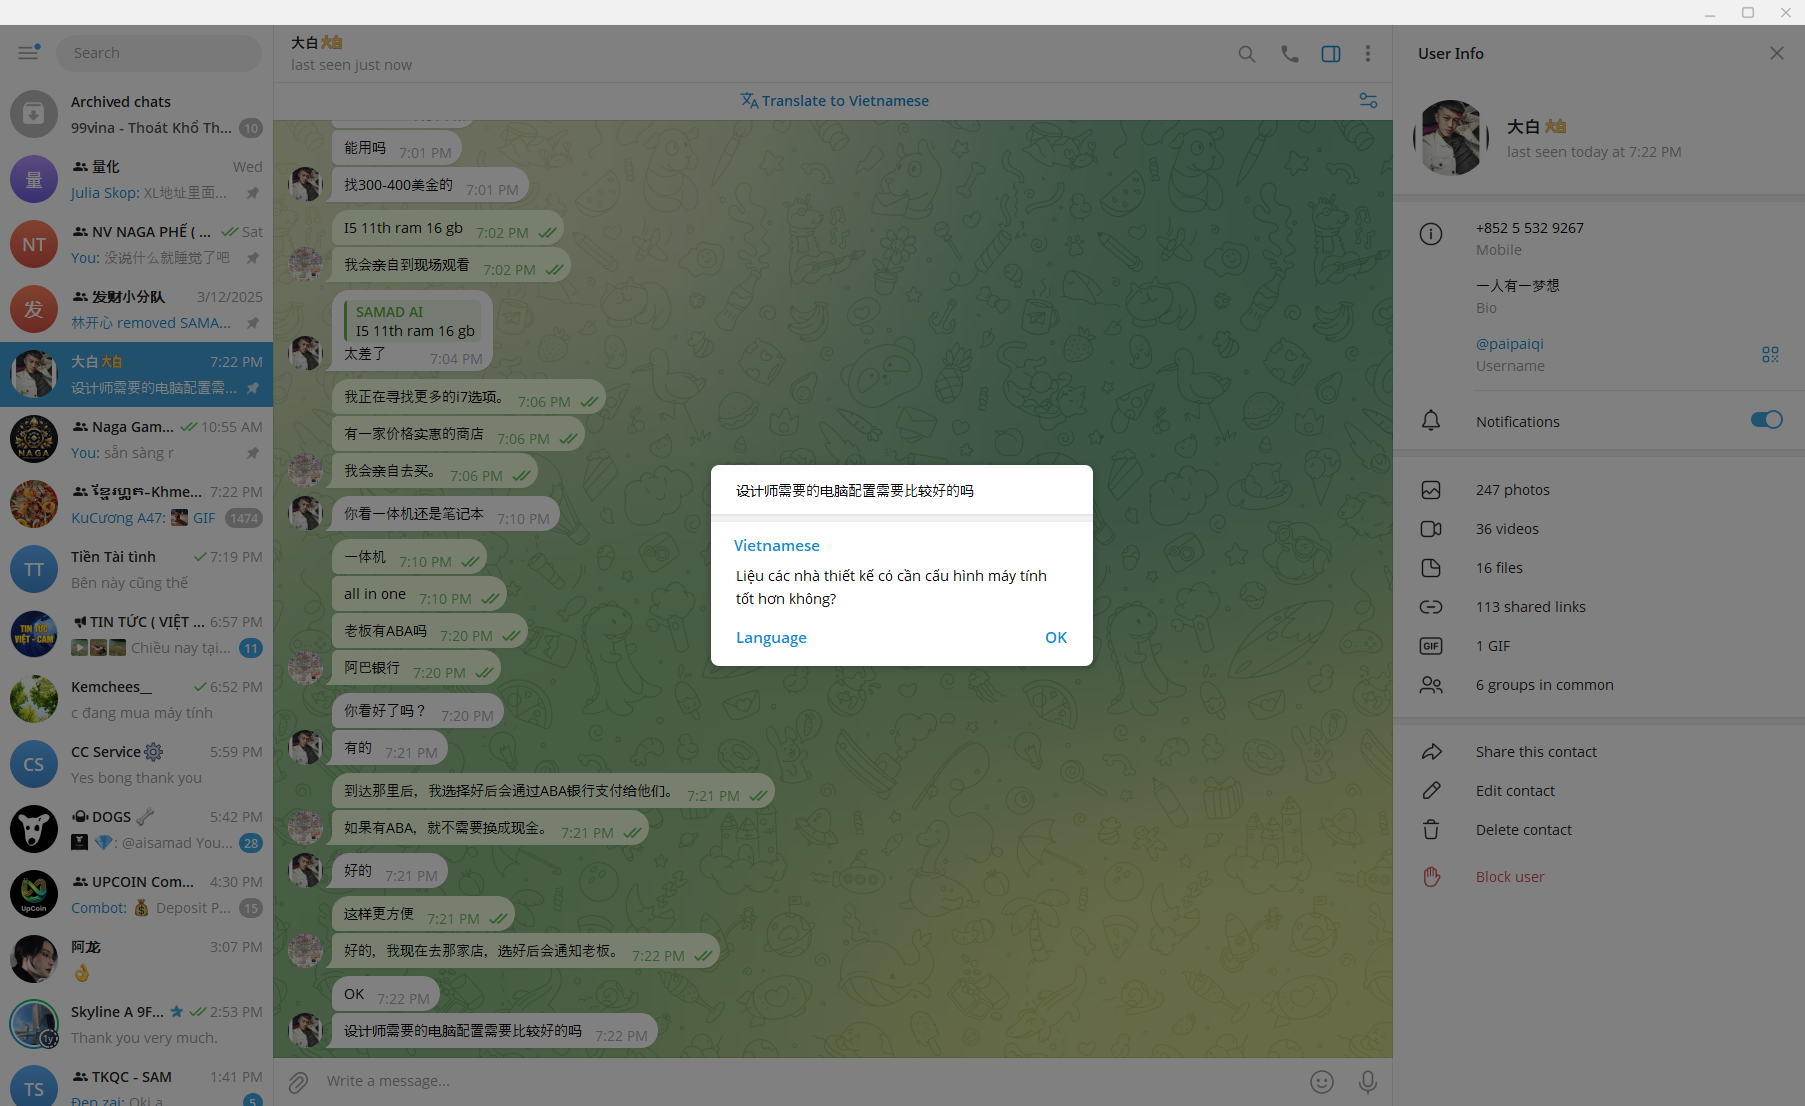 Search
Archived chats
99vina - Thoát Khổ Th...
10
量
量化
Wed
Julia Skop: XL地址里面...
NT
NV NAGA PHẾ ( ...
Sat
You: 没说什么就睡觉了吧
发
发财小分队
3/12/2025
林开心 removed SAMA...
大白 大白
7:22 PM
设计师需要的电脑配置需...
NAGA
Naga Gam...
10:55 AM
You: sẵn sàng r
7:22 PM
KuCương A47: GIF
1474
TT
Tiền Tài tình
7:19 PM
Bên này cũng thế
TIN TỨC
VIỆT - CAM
TIN TỨC ( VIỆT ...
6:57 PM
Chiều nay tại...
11
Kemchees__
6:52 PM
c đang mua máy tính
CS
CC Service
5:59 PM
Yes bong thank you
DOGS
5:42 PM
: @aisamad You...
28
UpCoin
UPCOIN Com...
4:30 PM
Combot: 💰 Deposit P...
15
阿龙
3:07 PM
👌
Skyline A 9F...
2:53 PM
Thank you very much.
TS
TKQC - SAM
1:41 PM
Đen zai: Oki a
5
大白 大白
last seen just now
Translate to Vietnamese
能用吗 7:01 PM
找300-400美金的 7:01 PM
I5 11th ram 16 gb 7:02 PM
我会亲自到现场观看 7:02 PM
SAMAD AI
I5 11th ram 16 gb
太差了 7:04 PM
我正在寻找更多的i7选项。 7:06 PM
有一家价格实惠的商店 7:06 PM
我会亲自去买。 7:06 PM
你看一体机还是笔记本 7:10 PM
一体机 7:10 PM
all in one 7:10 PM
老板有ABA吗 7:20 PM
阿巴银行 7:20 PM
你看好了吗？ 7:20 PM
有的 7:21 PM
到达那里后，我选择好后会通过ABA银行支付给他们。 7:21 PM
如果有ABA，就不需要换成现金。 7:21 PM
好的 7:21 PM
这样更方便 7:21 PM
好的，我现在去那家店，选好后会通知老板。 7:22 PM
OK 7:22 PM
设计师需要的电脑配置需要比较好的吗 7:22 PM
Write a message...
设计师需要的电脑配置需要比较好的吗
Vietnamese
Liệu các nhà thiết kế có cần cấu hình máy tính
tốt hơn không?
Language
OK
User Info
大白 大白
last seen today at 7:22 PM
+852 5 532 9267
Mobile
一人有一梦想
Bio
@paipaiqi
Username
Notifications
247 photos
36 videos
16 files
113 shared links
GIF
1 GIF
6 groups in common
Share this contact
Edit contact
Delete contact
Block user